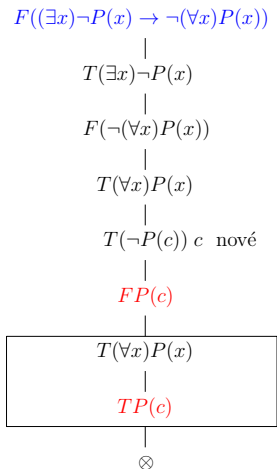 F((∃x)¬P(x) → ¬(∀x)P(x))
T(∃x)¬P(x)
F(¬(∀x)P(x))
T(∀x)P(x)
T(¬P(c)) c nové
FP(c)
T(∀x)P(x)
TP(c)
⊗